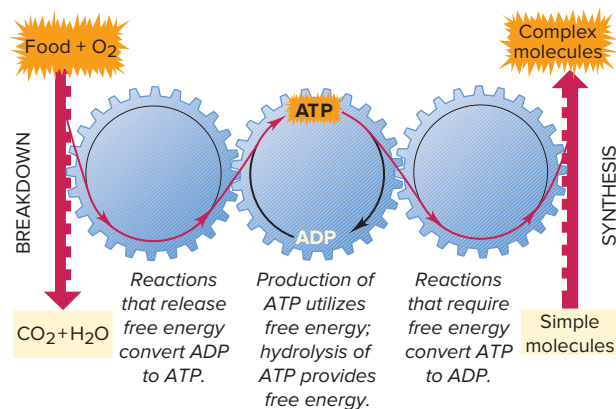 Food + O₂
Complex
molecules
ATP
BREAKDOWN
SYNTHESIS
ADP
CO₂+H₂O
Reactions
that release
free energy
convert ADP
to ATP.
Production of
ATP utilizes
free energy;
hydrolysis of
ATP provides
free energy.
Reactions
that require
free energy
convert ATP
to ADP.
Simple
molecules